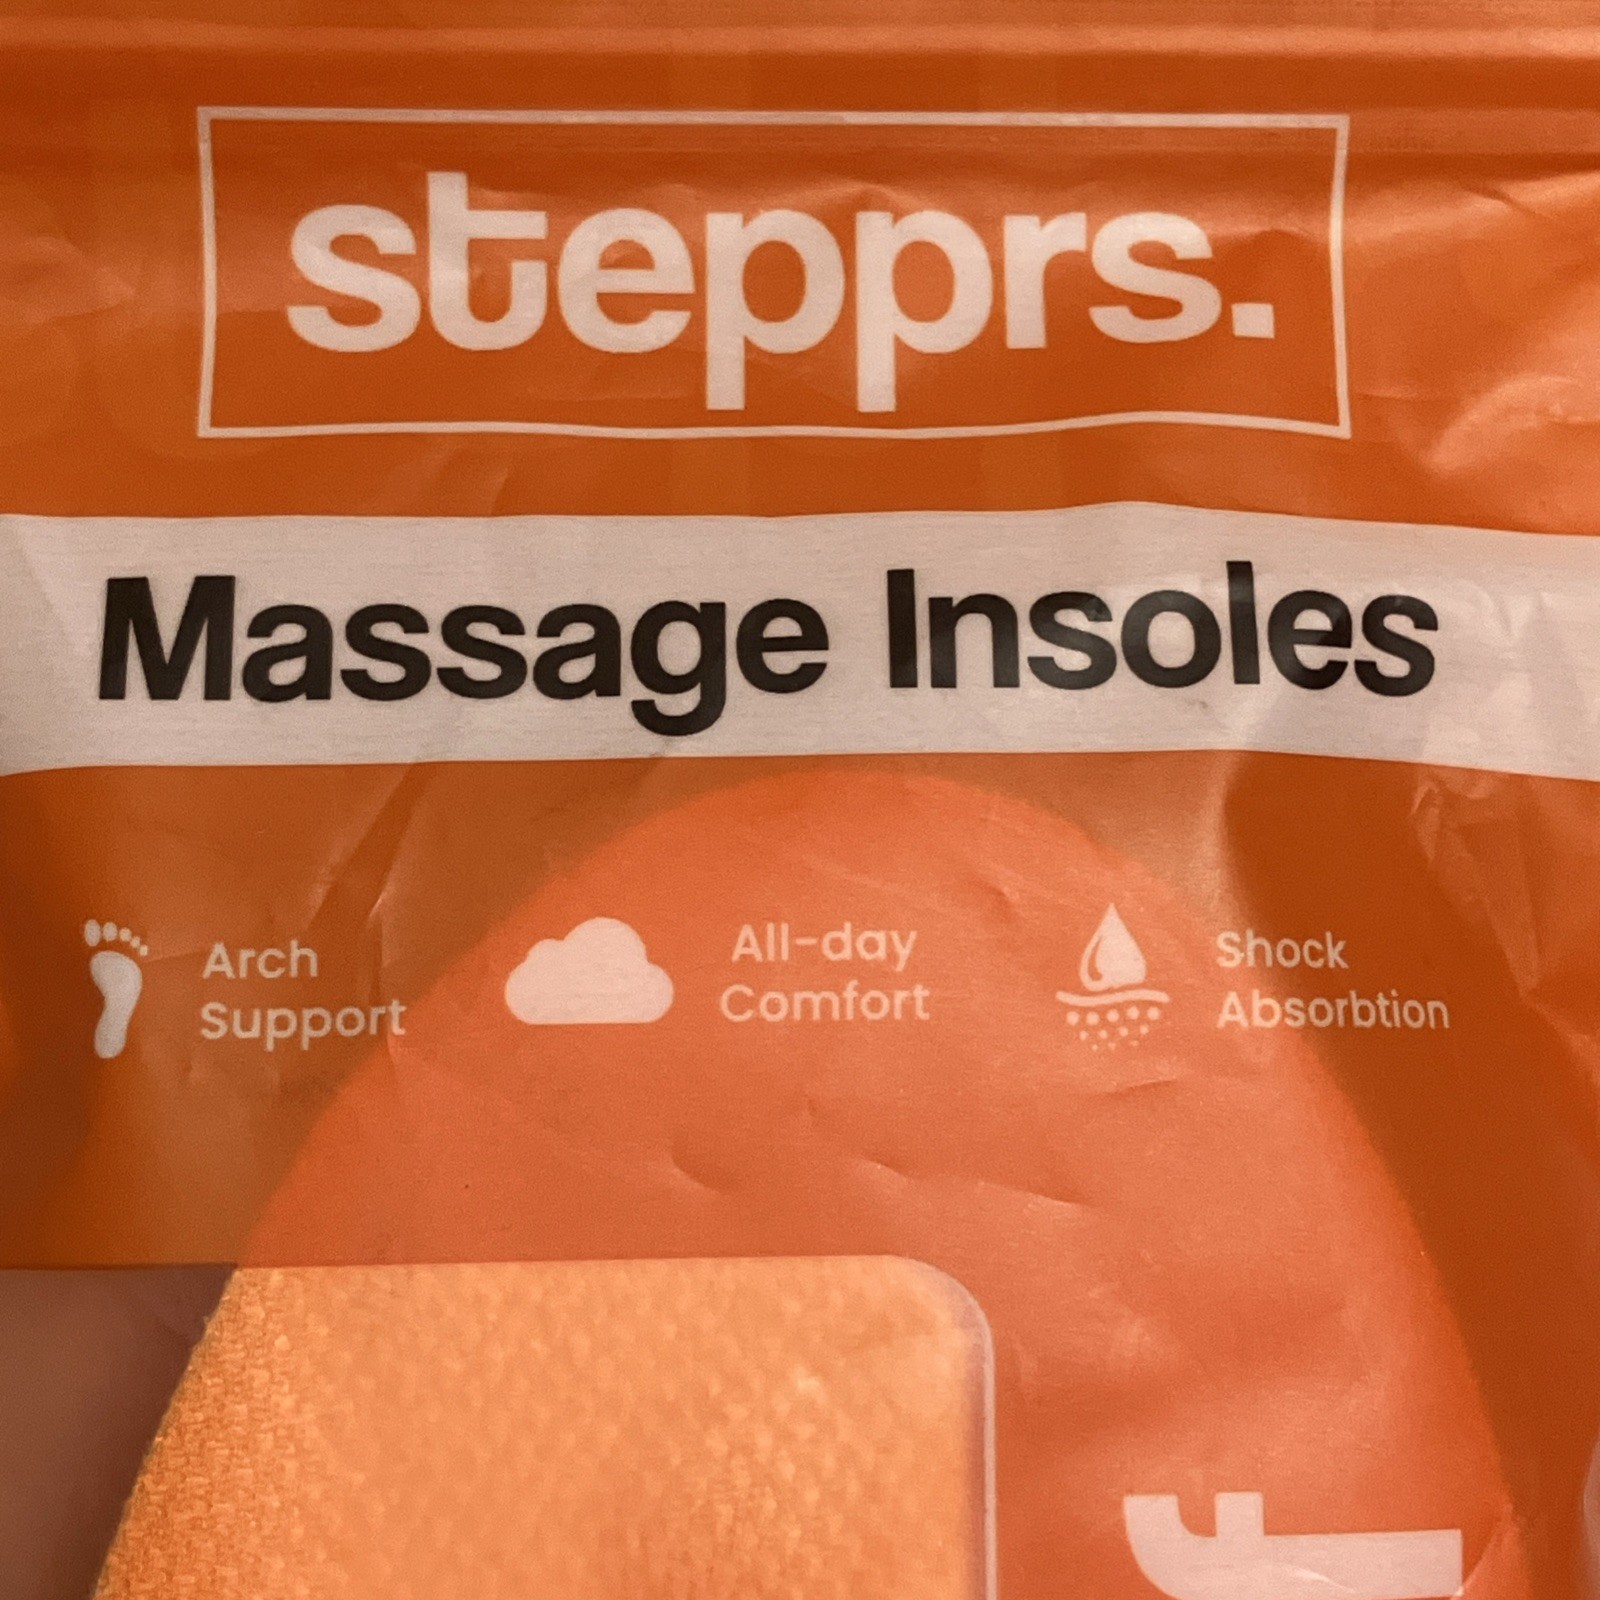 stepprs.
Massage Insoles
Arch
Support
All-day
Comfort
Shock
Absorbtion